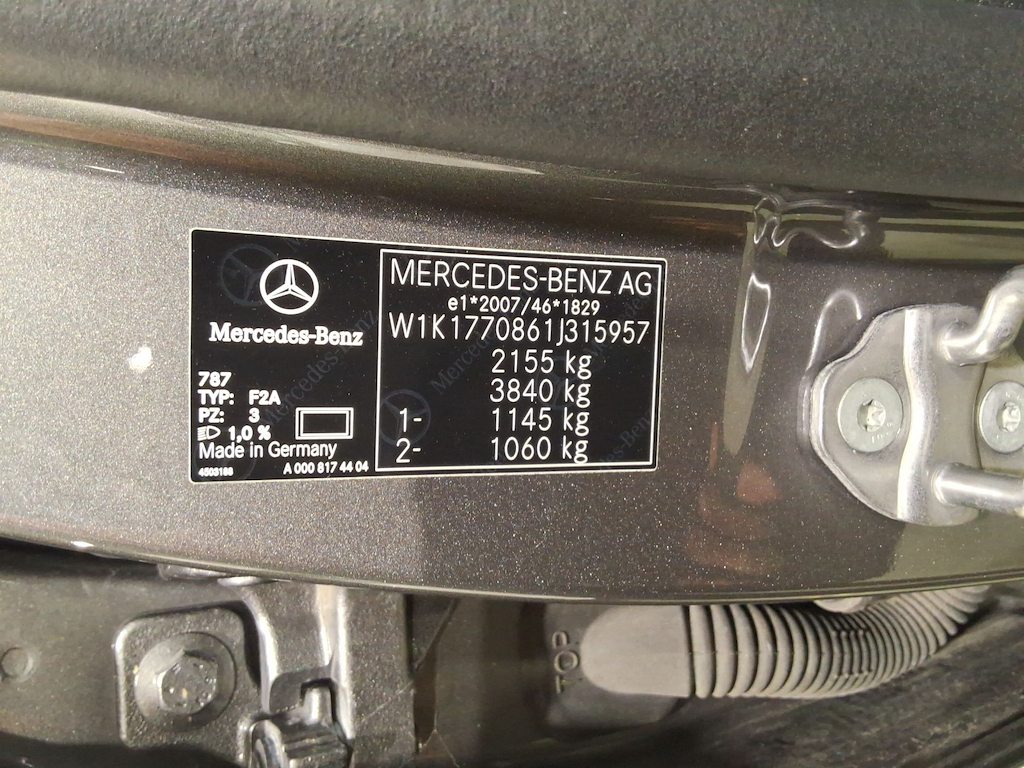 Mercedes-Benz
787
TYP: F2A
PZ: 3
1,0 %
Made in Germany
4503186 A 000 817 44 04
MERCEDES-BENZ AG
e1*2007/46*1829
W1K1770861J315957
2155 kg
3840 kg
1- 1145 kg
2- 1060 kg
TOP